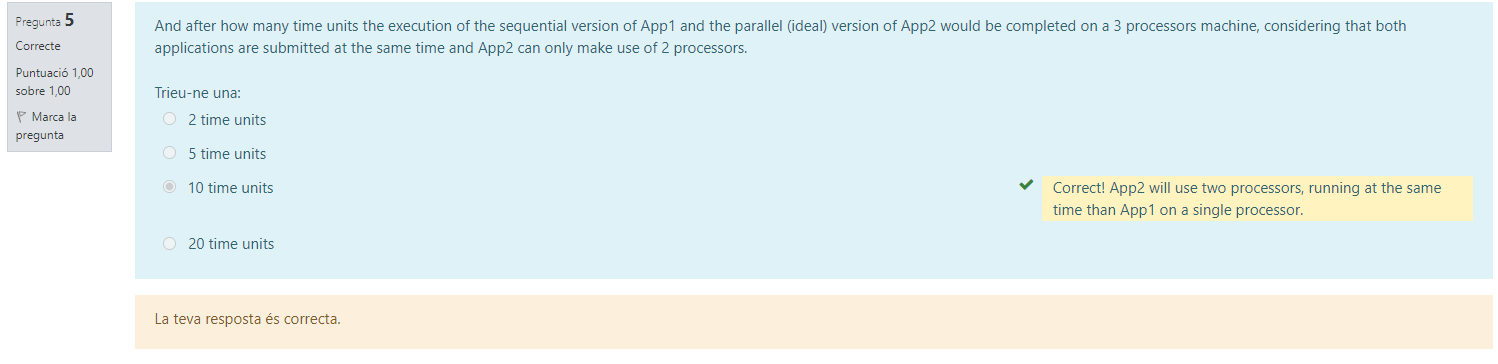 Pregunta 5
Correcte
Puntuació 1,00
sobre 1,00
Marca la
pregunta
And after how many time units the execution of the sequential version of App1 and the parallel (ideal) version of App2 would be completed on a 3 processors machine, considering that both
applications are submitted at the same time and App2 can only make use of 2 processors.
Trieu-ne una:
2 time units
5 time units
10 time units
Correct! App2 will use two processors, running at the same
time than App1 on a single processor.
20 time units
La teva resposta és correcta.